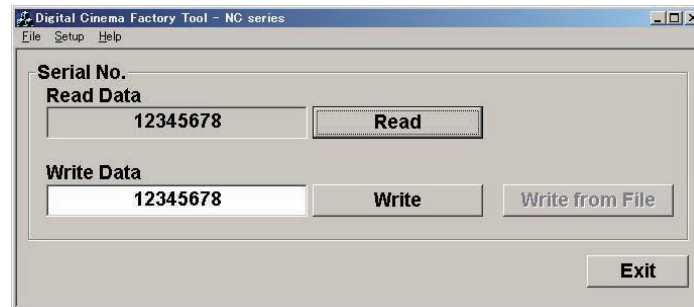 Digital Cinema Factory Tool - NC series
File Setup Help
Serial No.
Read Data
12345678 Read
Write Data
12345678 Write Write from File
Exit